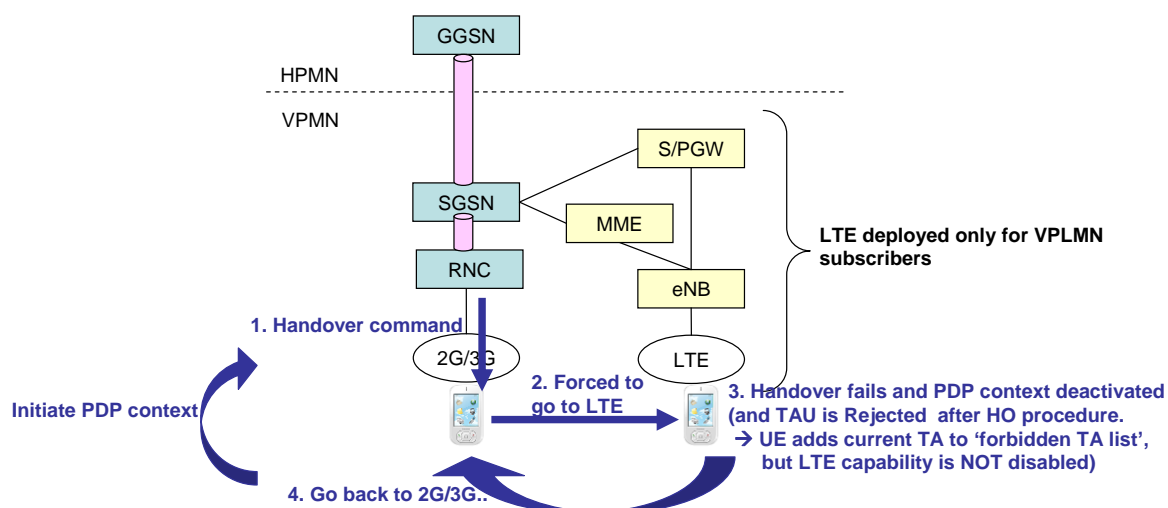 GGSN
HPMN
VPMN
S/PGW
SGSN
MME
LTE deployed only for VPLMN
subscribers
RNC
eNB
1. Handover command
2G/3G
LTE
2. Forced to
go to LTE
3. Handover fails and PDP context deactivated
(and TAU is Rejected after HO procedure.
→ UE adds current TA to ‘forbidden TA list’,
but LTE capability is NOT disabled)
Initiate PDP context
4. Go back to 2G/3G..